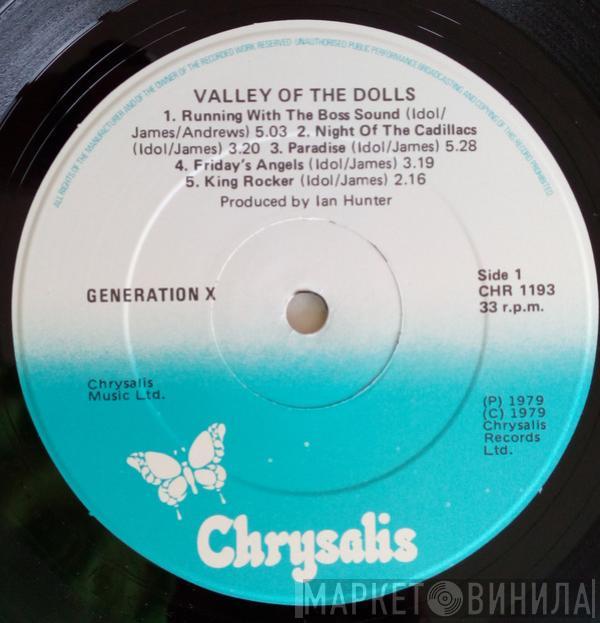 ALL RIGHTS OF THE MANUFACTURER AND OF THE OWNER OF THE RECORDED WORK RESERVED UNAUTHORISED PUBLIC PERFORMANCE BROADCASTING AND COPYING OF THIS RECORD PROHIBITED
VALLEY OF THE DOLLS
1. Running With The Boss Sound (Idol/
James/Andrews) 5.03 2. Night Of The Cadillacs
(Idol/James) 3.20 3. Paradise (Idol/James) 5.28
4. Friday's Angels (Idol/James) 3.19
5. King Rocker (Idol/James) 2.16
Produced by Ian Hunter
GENERATION X
Side 1
CHR 1193
33 r.p.m.
Chrysalis
Music Ltd.
(P) 1979
(C) 1979
Chrysalis
Records
Ltd.
Chrysalis
МАРКЕТ ВИНИЛА